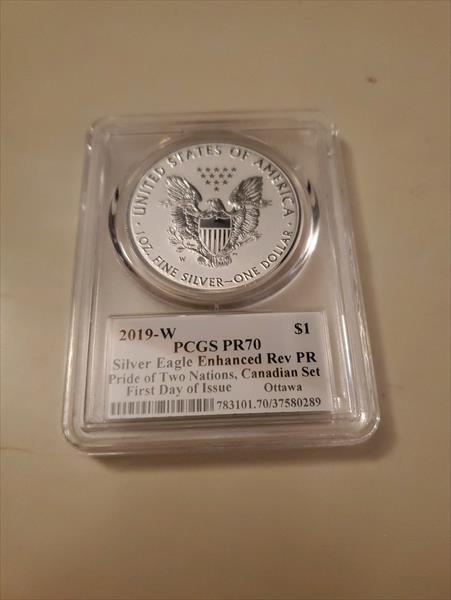 UNITED STATES OF AMERICA
W
1 OZ. FINE SILVER~ONE DOLLAR
2019-W $1
PCGS PR70
Silver Eagle Enhanced Rev PR
Pride of Two Nations, Canadian Set
First Day of Issue Ottawa
783101.70/37580289